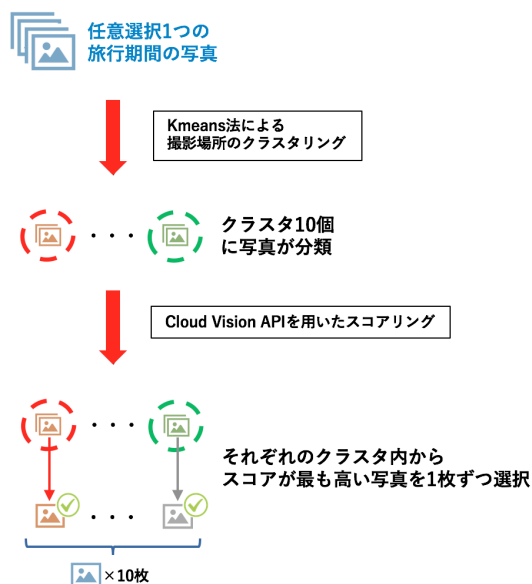 任意選択1つの
旅行期間の写真
Kmeans法による
撮影場所のクラスタリング
・・・
クラスタ10個
に写真が分類
Cloud Vision APIを用いたスコアリング
・・・
それぞれのクラスタ内から
スコアが最も高い写真を1枚ずつ選択
・・・
×10枚